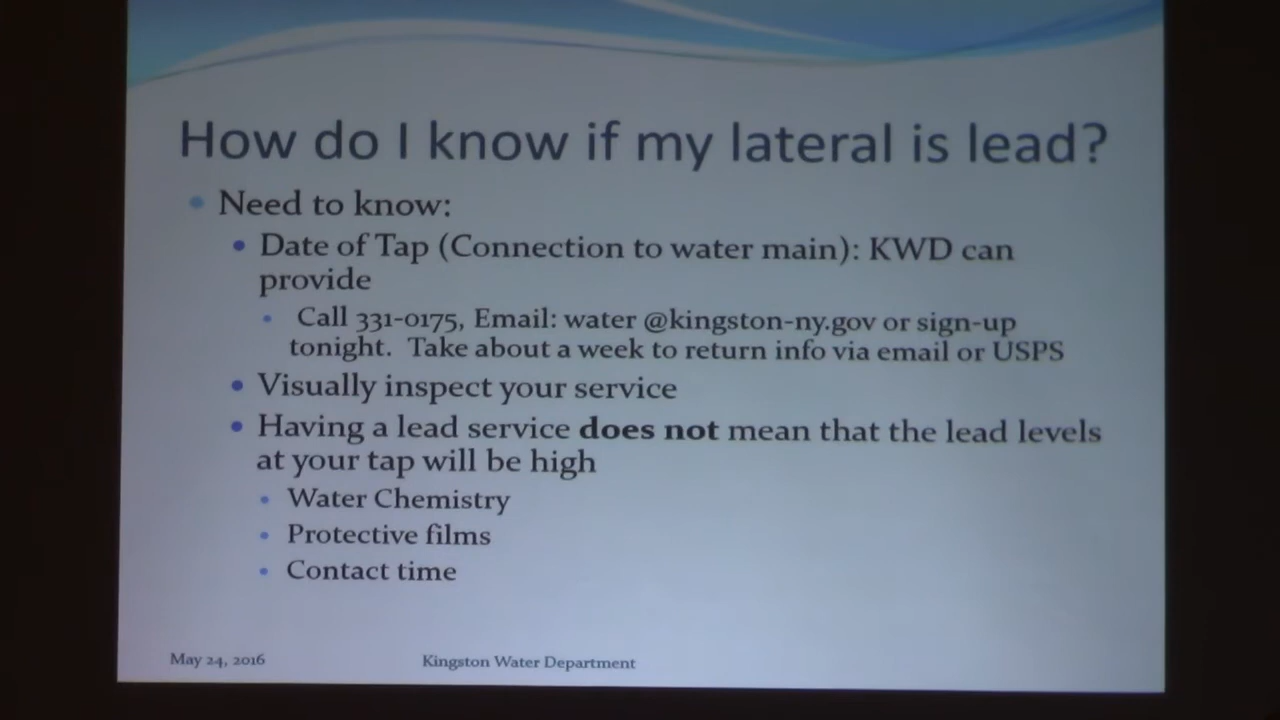 How do I know if my lateral is lead?
Need to know:
Date of Tap (Connection to water main): KWD can
provide
Call 331-0175, Email: water @kingston-ny.gov or sign-up
tonight. Take about a week to return info via email or USPS
Visually inspect your service
Having a lead service does not mean that the lead levels
at your tap will be high
Water Chemistry
Protective films
Contact time
May 24, 2016
Kingston Water Department